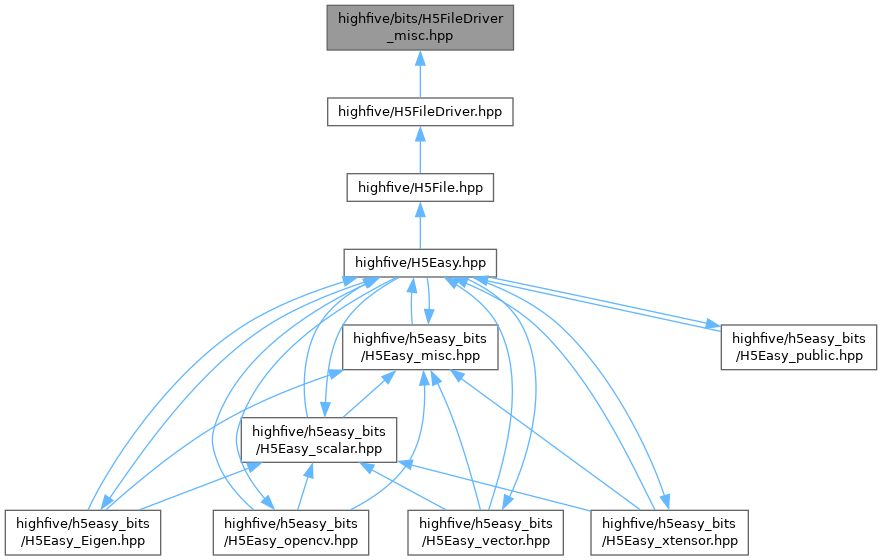 highfive/bits/H5FileDriver
_misc.hpp
highfive/H5FileDriver.hpp
highfive/H5File.hpp
highfive/H5Easy.hpp
highfive/h5easy_bits
/H5Easy_misc.hpp
highfive/h5easy_bits
/H5Easy_public.hpp
highfive/h5easy_bits
/H5Easy_scalar.hpp
highfive/h5easy_bits
/H5Easy_Eigen.hpp
highfive/h5easy_bits
/H5Easy_opencv.hpp
highfive/h5easy_bits
/H5Easy_vector.hpp
highfive/h5easy_bits
/H5Easy_xtensor.hpp